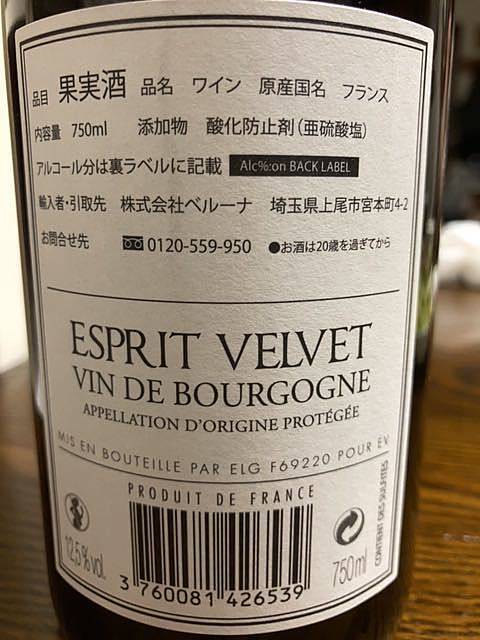 品目 果実酒 品名 ワイン 原産国名 フランス
内容量 750ml 添加物 酸化防止剤(亜硫酸塩)
アルコール分は裏ラベルに記載 Alc%:on BACK LABEL
輸入者・引取先 株式会社ベルーナ 埼玉県上尾市宮本町4-2
お問合せ先 0120-559-950 ●お酒は20歳を過ぎてから
ESPRIT VELVET
VIN DE BOURGOGNE
APPELLATION D'ORIGINE PROTÉGÉE
MIS EN BOUTEILLE PAR ELG F69220 POUR EV
PRODUIT DE FRANCE
12,5%vol.
3 760081 426539
750ml
CONTIENT DES SULFITES